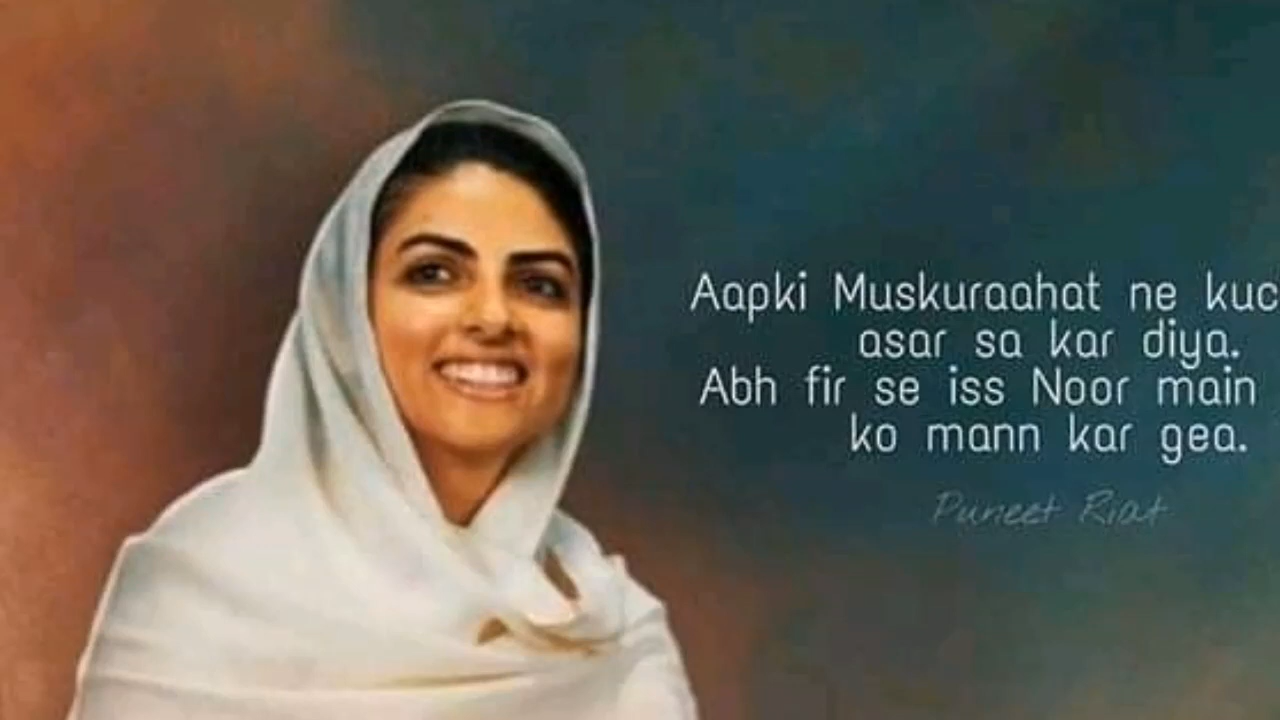 Aapki Muskuraahat ne kuc
asar sa kar diya.
Abh fir se iss Noor main
ko mann kar gea.
Puneet Riat